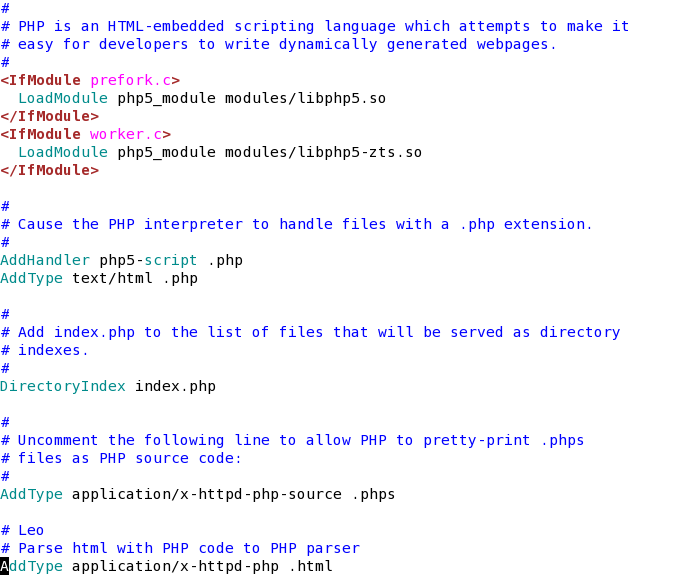 #
# PHP is an HTML-embedded scripting language which attempts to make it
# easy for developers to write dynamically generated webpages.
#
<IfModule prefork.c>
  LoadModule php5_module modules/libphp5.so
</IfModule>
<IfModule worker.c>
  LoadModule php5_module modules/libphp5-zts.so
</IfModule>

#
# Cause the PHP interpreter to handle files with a .php extension.
#
AddHandler php5-script .php
AddType text/html .php

#
# Add index.php to the list of files that will be served as directory
# indexes.
#
DirectoryIndex index.php

#
# Uncomment the following line to allow PHP to pretty-print .phps
# files as PHP source code:
#
AddType application/x-httpd-php-source .phps

# Leo
# Parse html with PHP code to PHP parser
AddType application/x-httpd-php .html